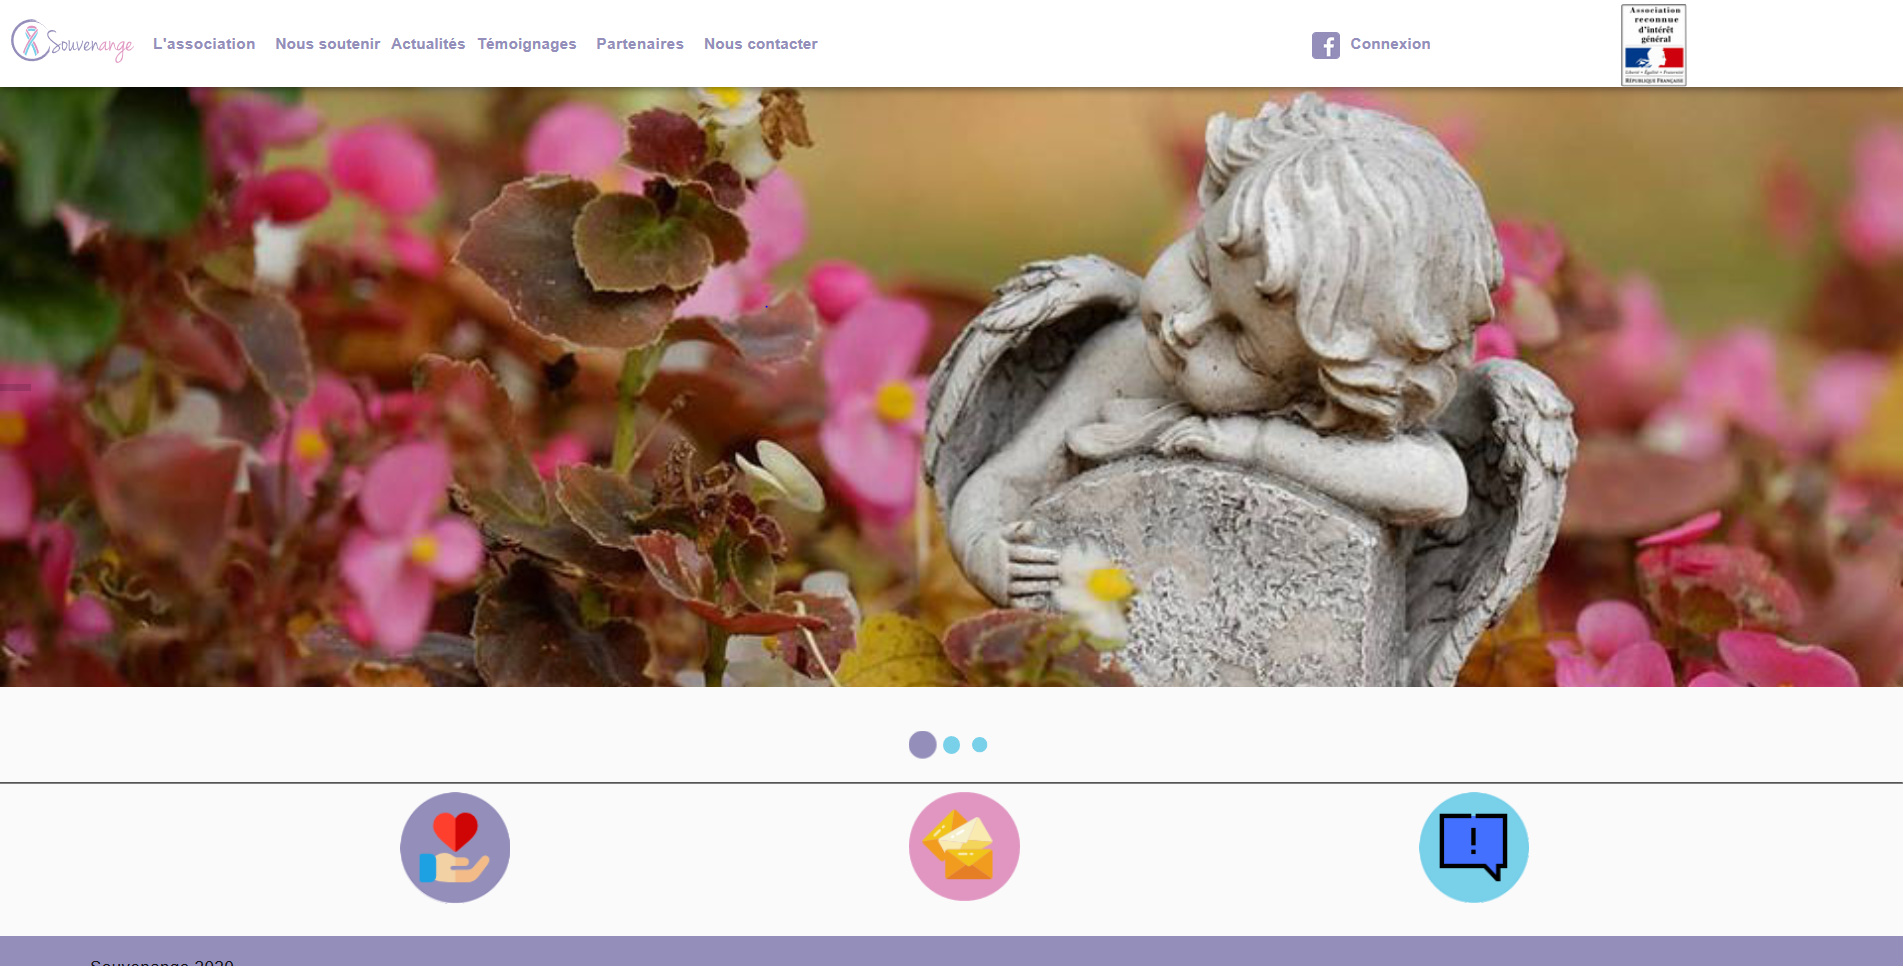 Souvenange L'association Nous soutenir Actualités Témoignages Partenaires Nous contacter Connexion
Association
reconnue
d'intérêt
général
Liberté • Égalité • Fraternité
RÉPUBLIQUE FRANÇAISE
!
Souvenange 2020